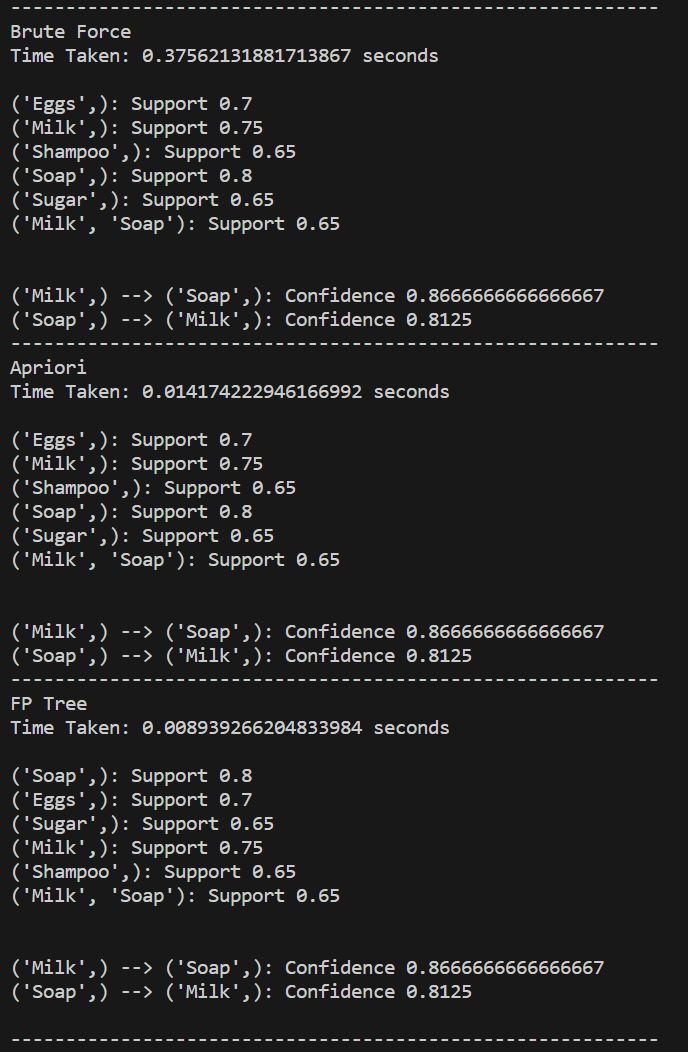 -----------------------------------------------------------
Brute Force
Time Taken: 0.37562131881713867 seconds
('Eggs',): Support 0.7
('Milk',): Support 0.75
('Shampoo',): Support 0.65
('Soap',): Support 0.8
('Sugar',): Support 0.65
('Milk', 'Soap'): Support 0.65
('Milk',) --> ('Soap',): Confidence 0.8666666666666667
('Soap',) --> ('Milk',): Confidence 0.8125
-----------------------------------------------------------
Apriori
Time Taken: 0.014174222946166992 seconds
('Eggs',): Support 0.7
('Milk',): Support 0.75
('Shampoo',): Support 0.65
('Soap',): Support 0.8
('Sugar',): Support 0.65
('Milk', 'Soap'): Support 0.65
('Milk',) --> ('Soap',): Confidence 0.8666666666666667
('Soap',) --> ('Milk',): Confidence 0.8125
-----------------------------------------------------------
FP Tree
Time Taken: 0.008939266204833984 seconds
('Soap',): Support 0.8
('Eggs',): Support 0.7
('Sugar',): Support 0.65
('Milk',): Support 0.75
('Shampoo',): Support 0.65
('Milk', 'Soap'): Support 0.65
('Milk',) --> ('Soap',): Confidence 0.8666666666666667
('Soap',) --> ('Milk',): Confidence 0.8125
-----------------------------------------------------------